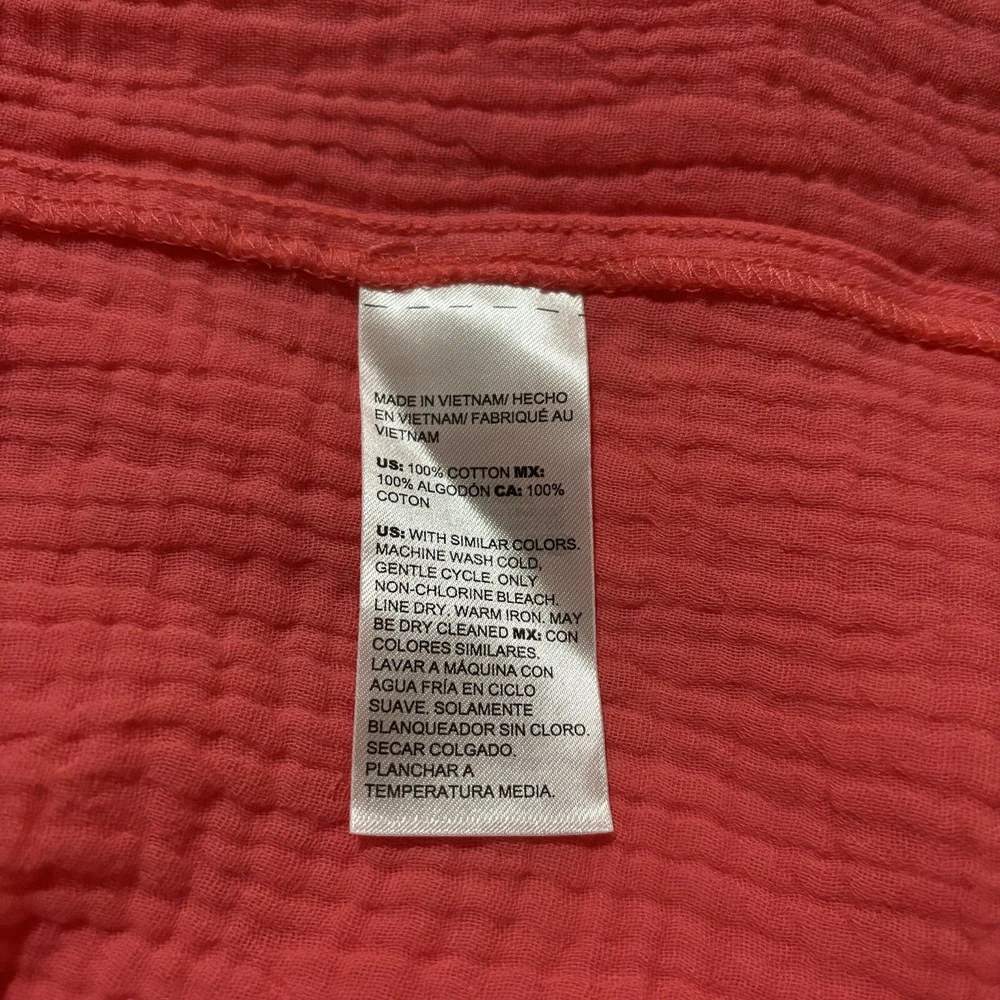 MADE IN VIETNAM/ HECHO
EN VIETNAM/ FABRIQUÉ AU
VIETNAM
US: 100% COTTON MX:
100% ALGODÓN CA: 100%
COTON
US: WITH SIMILAR COLORS.
MACHINE WASH COLD,
GENTLE CYCLE. ONLY
NON-CHLORINE BLEACH.
LINE DRY. WARM IRON. MAY
BE DRY CLEANED MX: CON
COLORES SIMILARES.
LAVAR A MÁQUINA CON
AGUA FRÍA EN CICLO
SUAVE. SOLAMENTE
BLANQUEADOR SIN CLORO.
SECAR COLGADO.
PLANCHAR A
TEMPERATURA MEDIA.